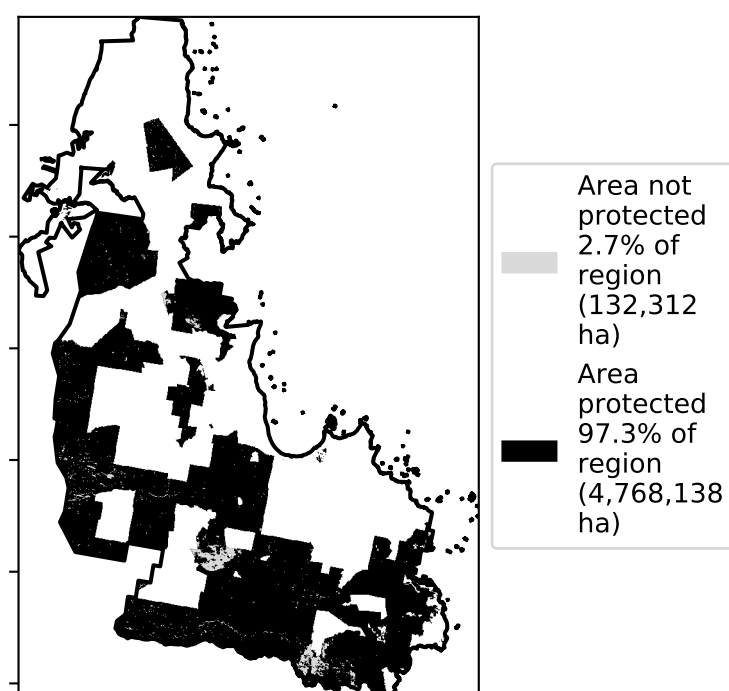 Area not
protected
2.7% of
region
(132,312
ha)
Area
protected
97.3% of
region
(4,768,138
ha)